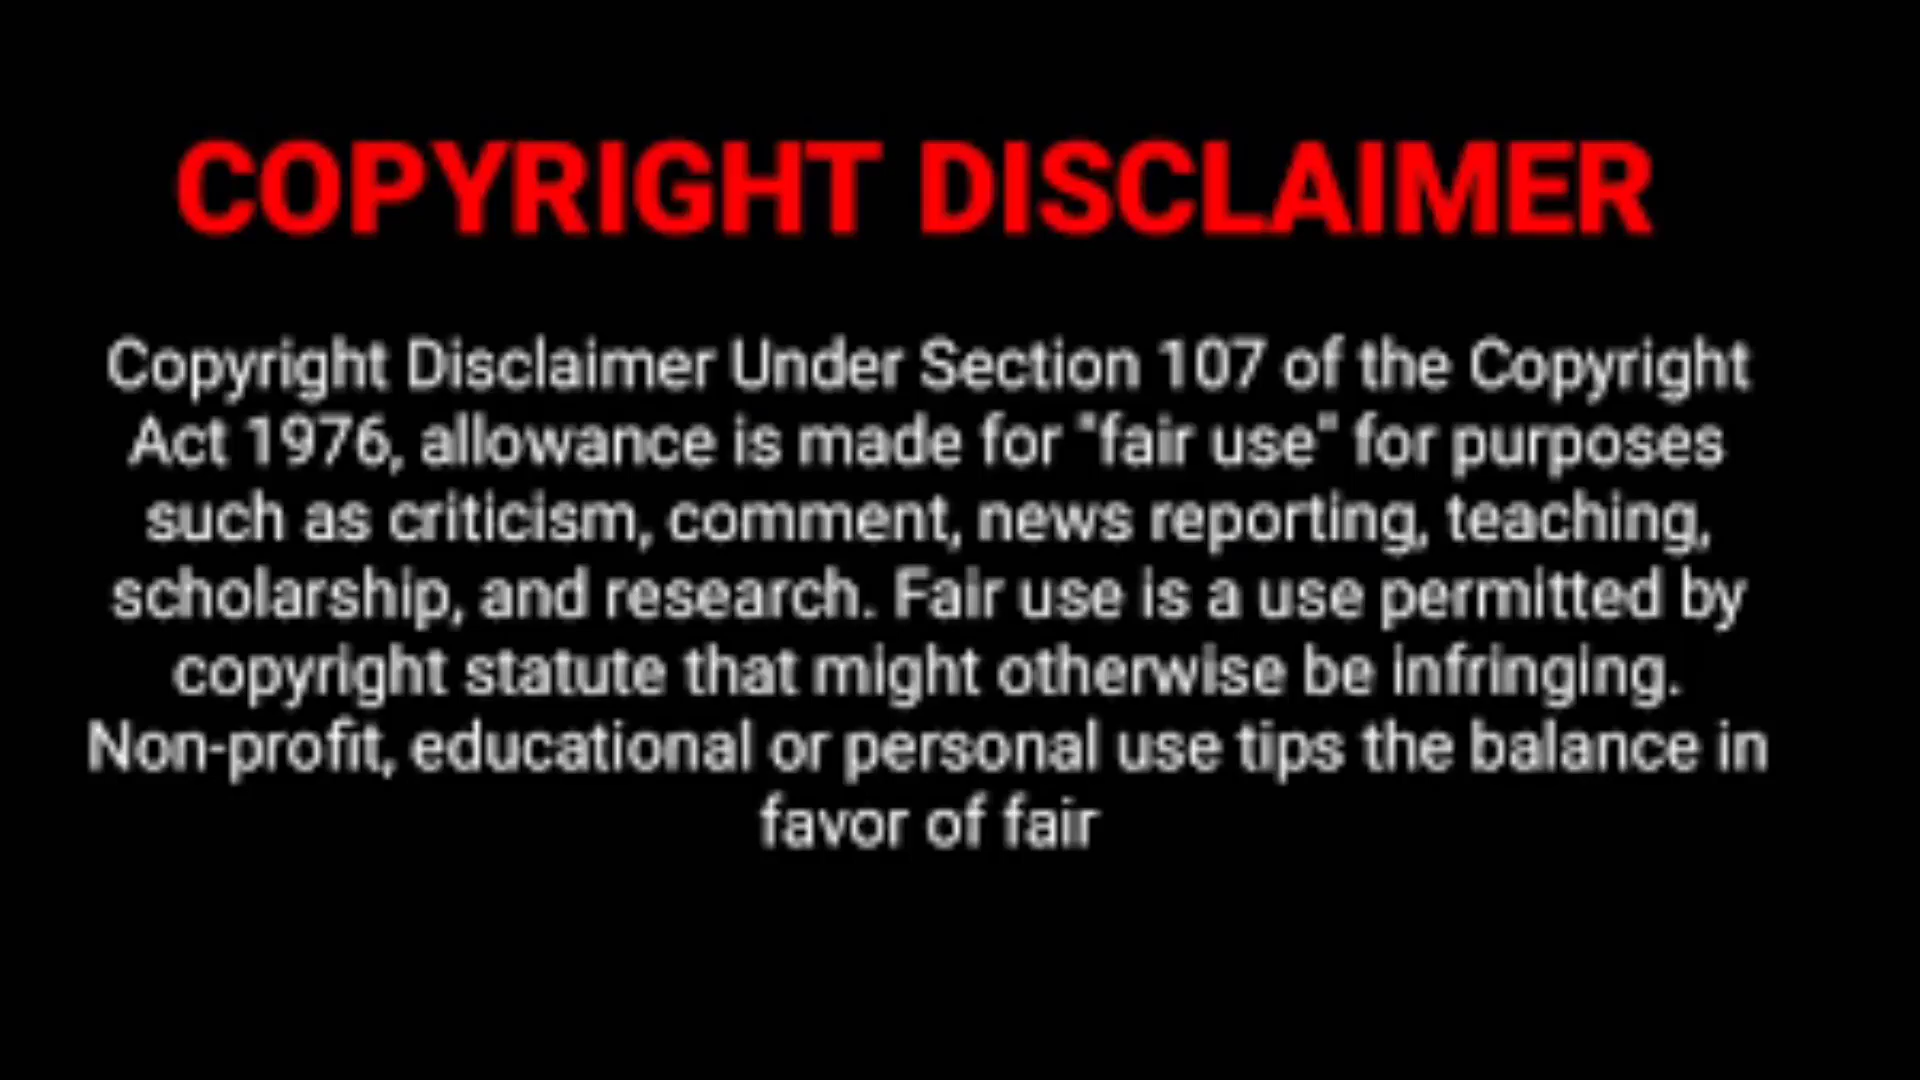 COPYRIGHT DISCLAIMER
Copyright Disclaimer Under Section 107 of the Copyright
Act 1976, allowance is made for "fair use" for purposes
such as criticism, comment, news reporting, teaching,
scholarship, and research. Fair use is a use permitted by
copyright statute that might otherwise be infringing.
Non-profit, educational or personal use tips the balance in
favor of fair